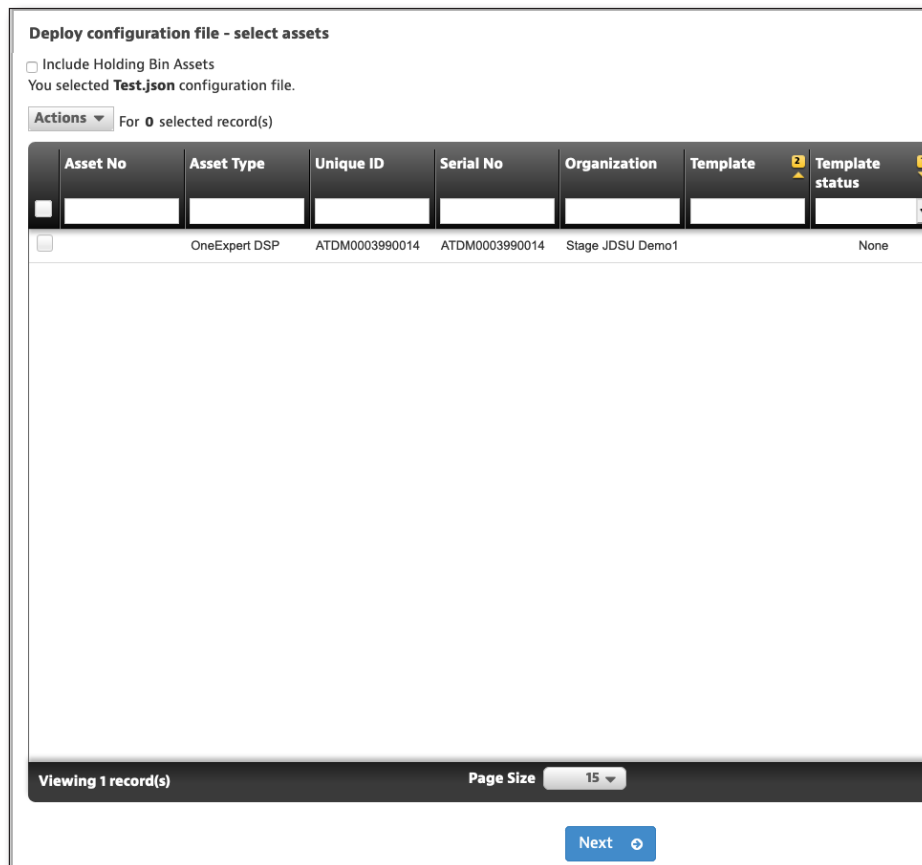 Deploy configuration file - select assets
Include Holding Bin Assets
You selected Test.json configuration file.
Actions For 0 selected record(s)
Asset No Asset Type Unique ID Serial No Organization Template 2 Template status
OneExpert DSP ATDM0003990014 ATDM0003990014 Stage JDSU Demo1 None
Viewing 1 record(s) Page Size 15
Next